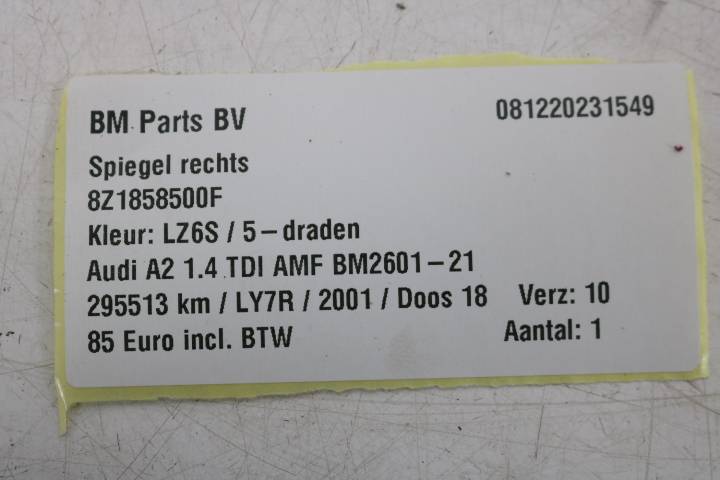 BM Parts BV 081220231549
Spiegel rechts
8Z1858500F
Kleur: LZ6S / 5-draden
Audi A2 1.4 TDI AMF BM2601-21
295513 km / LY7R / 2001 / Doos 18 Verz: 10
85 Euro incl. BTW Aantal: 1